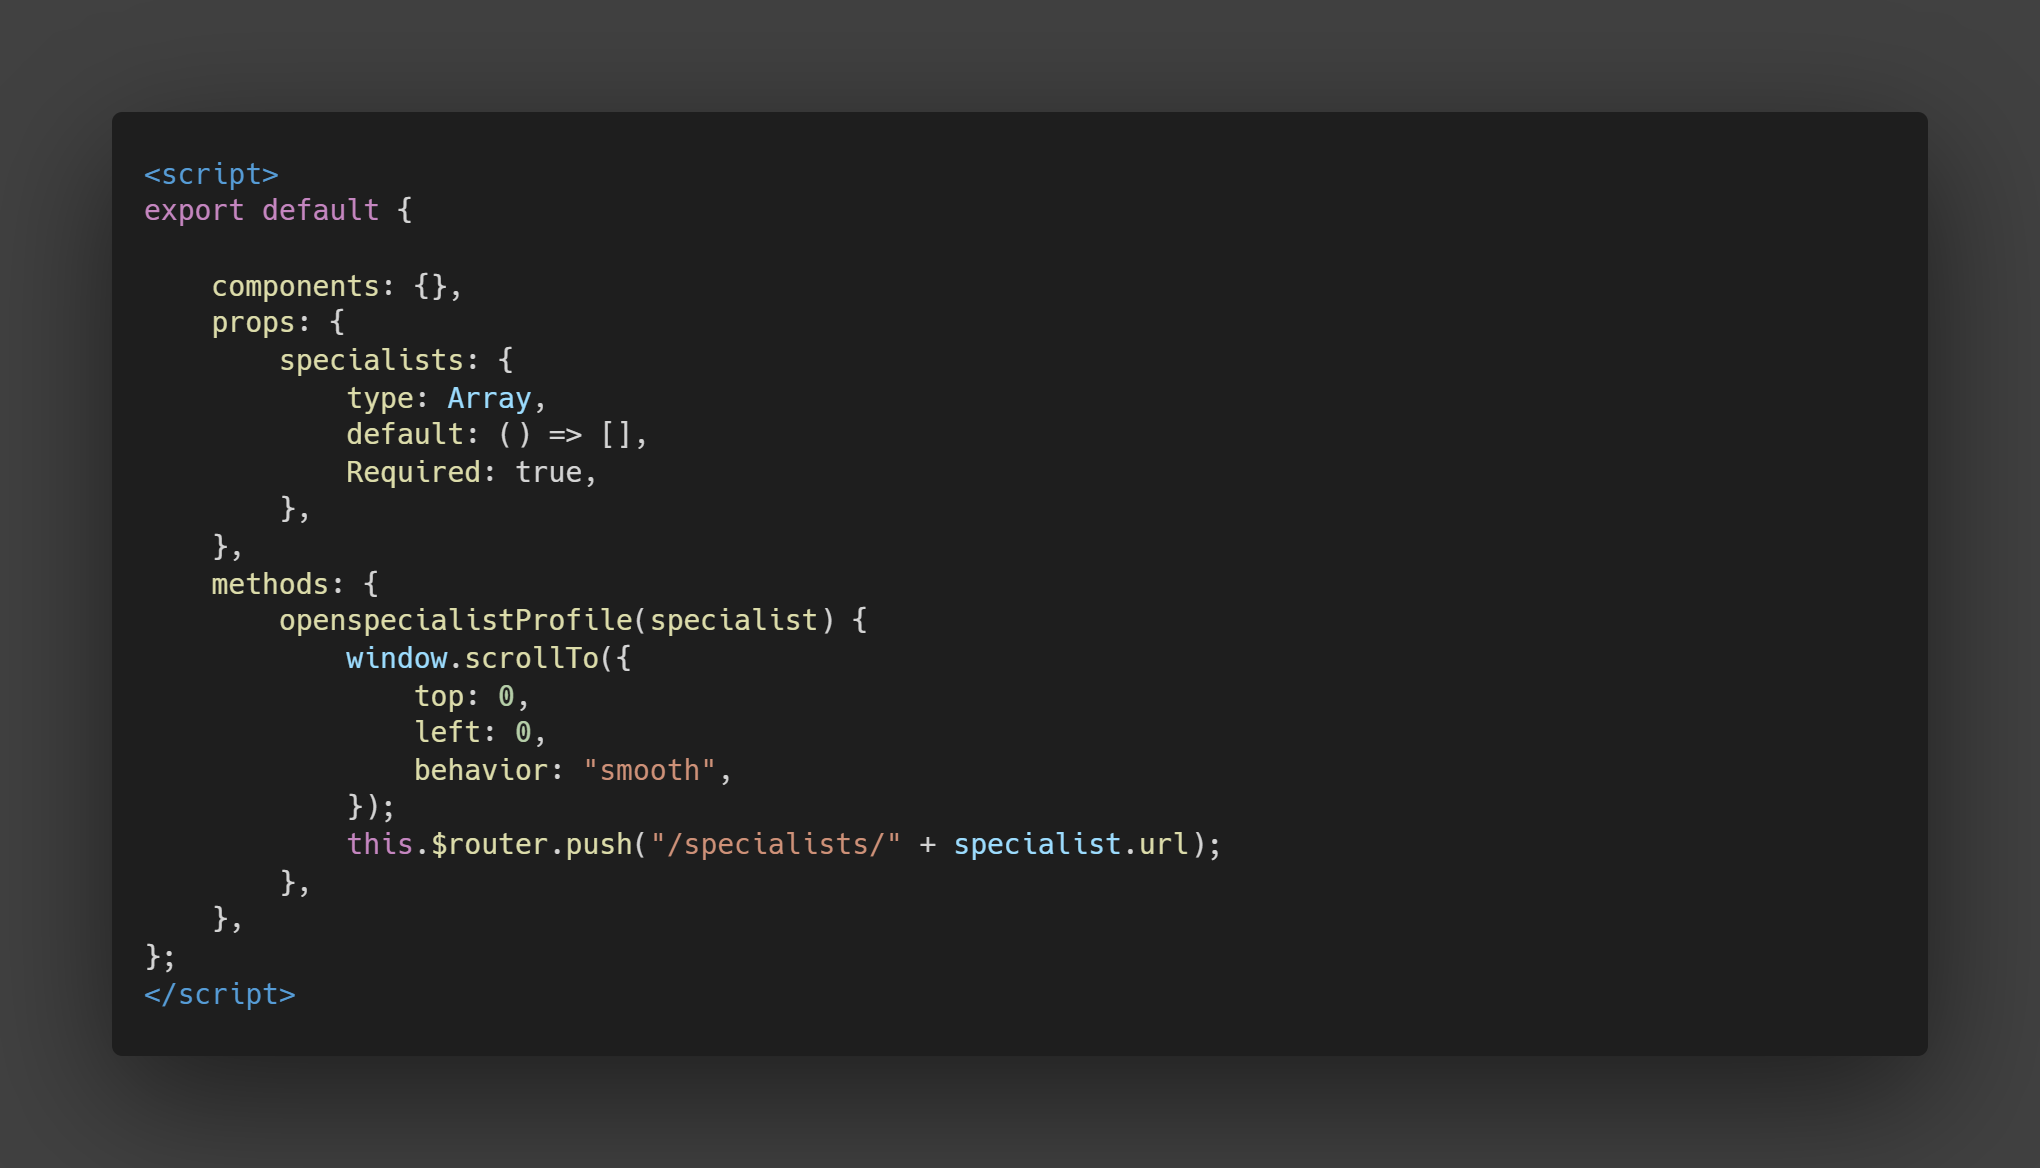 <script>
export default {

    components: {},
    props: {
        specialists: {
            type: Array,
            default: () => [],
            Required: true,
        },
    },
    methods: {
        openspecialistProfile(specialist) {
            window.scrollTo({
                top: 0,
                left: 0,
                behavior: "smooth",
            });
            this.$router.push("/specialists/" + specialist.url);
        },
    },
};
</script>